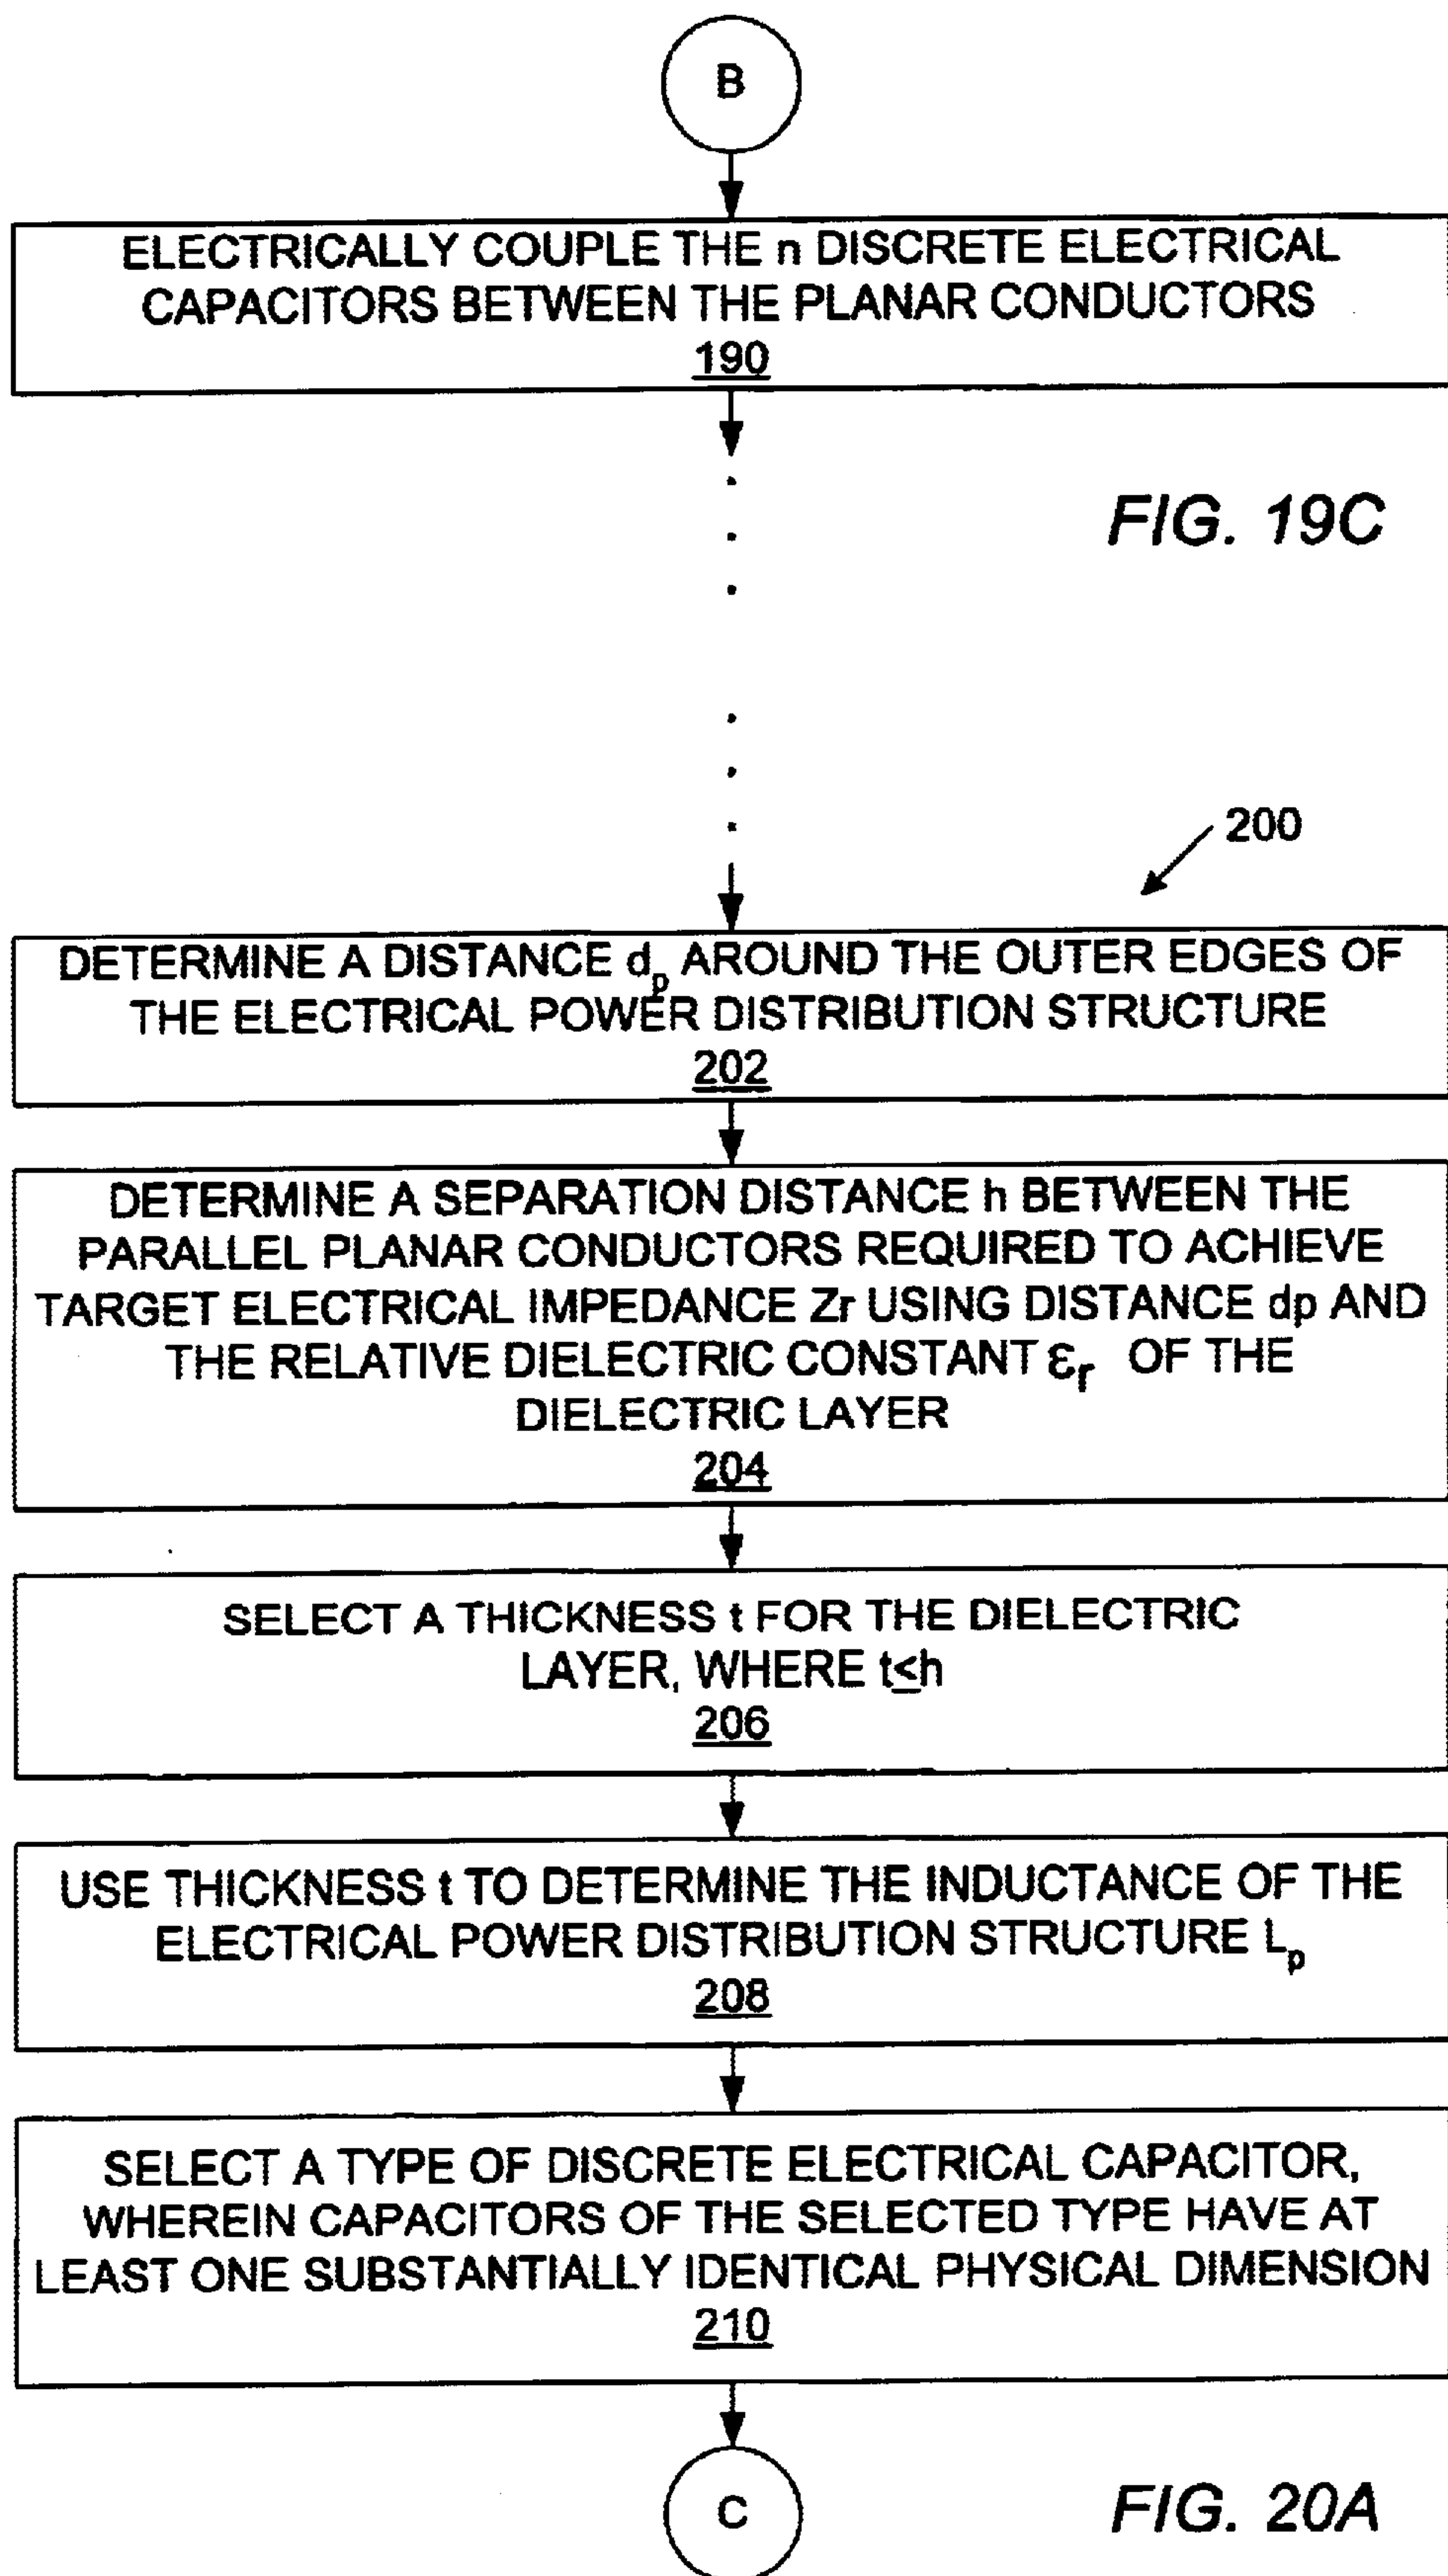 B
ELECTRICALLY COUPLE THE n DISCRETE ELECTRICAL
CAPACITORS BETWEEN THE PLANAR CONDUCTORS
190
FIG. 19C
200
DETERMINE A DISTANCE dp AROUND THE OUTER EDGES OF
THE ELECTRICAL POWER DISTRIBUTION STRUCTURE
202
DETERMINE A SEPARATION DISTANCE h BETWEEN THE
PARALLEL PLANAR CONDUCTORS REQUIRED TO ACHIEVE
TARGET ELECTRICAL IMPEDANCE Zr USING DISTANCE dp AND
THE RELATIVE DIELECTRIC CONSTANT εr OF THE
DIELECTRIC LAYER
204
SELECT A THICKNESS t FOR THE DIELECTRIC
LAYER, WHERE t≤h
206
USE THICKNESS t TO DETERMINE THE INDUCTANCE OF THE
ELECTRICAL POWER DISTRIBUTION STRUCTURE Lp
208
SELECT A TYPE OF DISCRETE ELECTRICAL CAPACITOR,
WHEREIN CAPACITORS OF THE SELECTED TYPE HAVE AT
LEAST ONE SUBSTANTIALLY IDENTICAL PHYSICAL DIMENSION
210
C
FIG. 20A